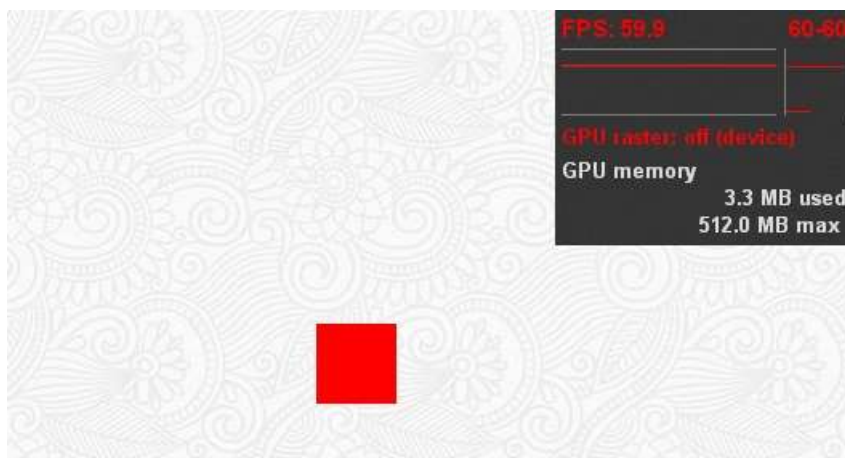 FPS: 59.9 60-60
GPU raster: off (device)
GPU memory
3.3 MB used
512.0 MB max